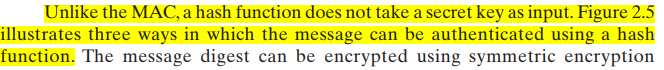 Unlike the MAC, a hash function does not take a secret key as input. Figure 2.5
illustrates three ways in which the message can be authenticated using a hash
function. The message digest can be encrypted using symmetric encryption